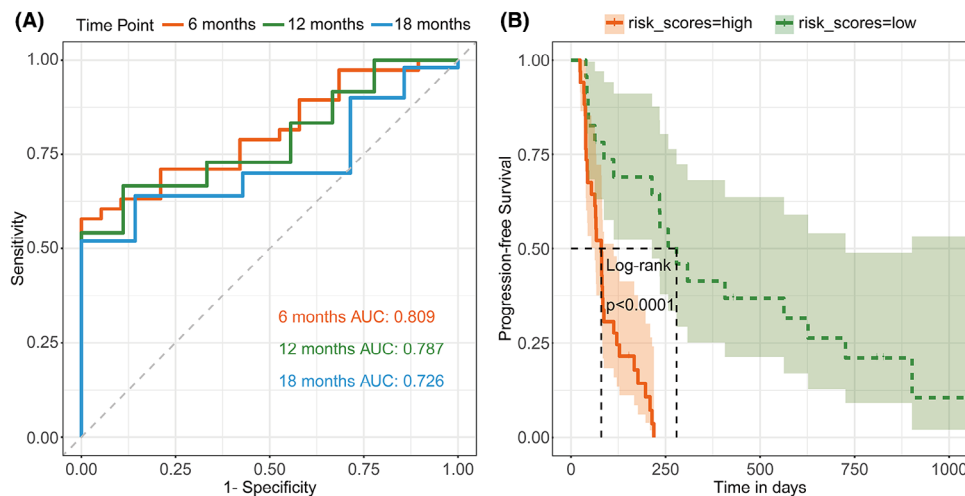 (A) Time Point 6 months 12 months 18 months
1.00
0.75
0.50
0.25
0.00
Sensitivity
6 months AUC: 0.809
12 months AUC: 0.787
18 months AUC: 0.726
0.00 0.25 0.50 0.75 1.00
1- Specificity
(B) risk_scores=high risk_scores=low
1.00
0.75
0.50
0.25
0.00
Progression-free Survival
Log-rank
p<0.0001
0 250 500 750 1000
Time in days